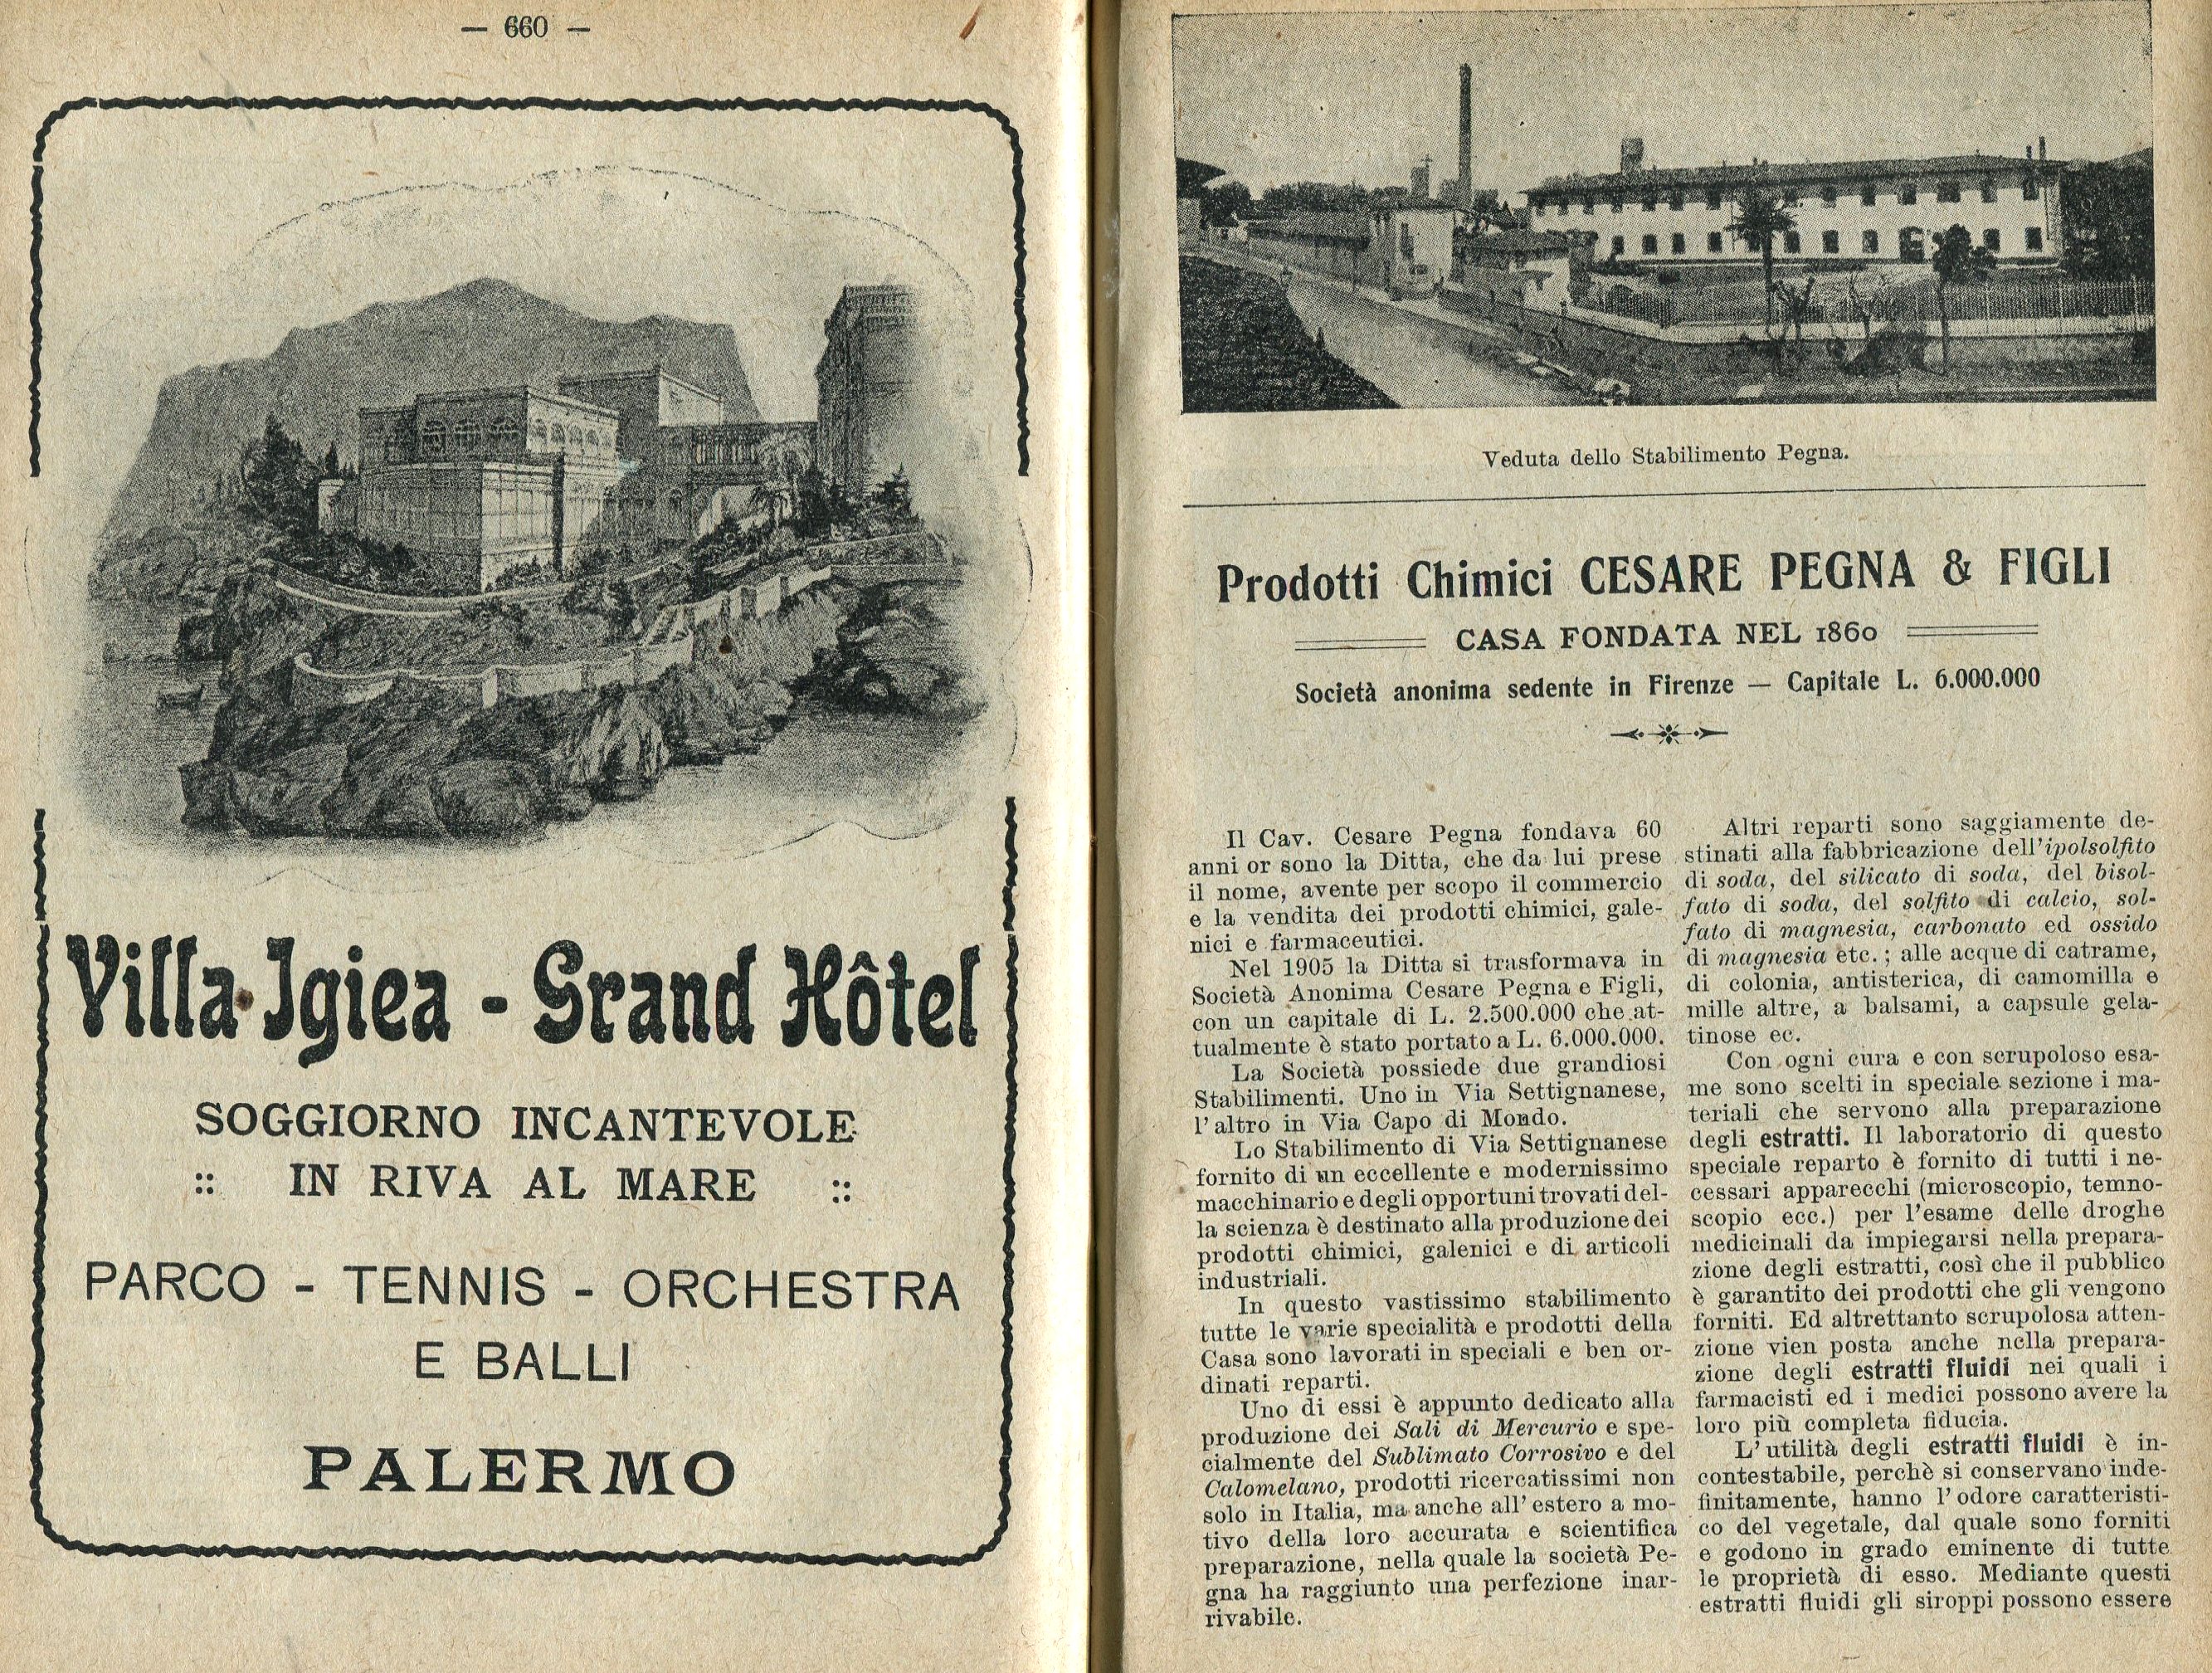 — 660 —
Villa Igiea - Grand Hôtel
SOGGIORNO INCANTEVOLE
:: IN RIVA AL MARE ::
PARCO - TENNIS - ORCHESTRA
E BALLI
PALERMO
Veduta dello Stabilimento Pegna.
Prodotti Chimici CESARE PEGNA & FIGLI
CASA FONDATA NEL 1860
Società anonima sedente in Firenze — Capitale L. 6.000.000
Il Cav. Cesare Pegna fondava 60
anni or sono la Ditta, che da lui prese
il nome, avente per scopo il commercio
e la vendita dei prodotti chimici, gale-
nici e farmaceutici.
Nel 1905 la Ditta si trasformava in
Società Anonima Cesare Pegna e Figli,
con un capitale di L. 2.500.000 che at-
tualmente è stato portato a L. 6.000.000.
La Società possiede due grandiosi
Stabilimenti. Uno in Via Settignanese,
l'altro in Via Capo di Mondo.
Lo Stabilimento di Via Settignanese
fornito di un eccellente e modernissimo
macchinario e degli opportuni trovati del-
la scienza è destinato alla produzione dei
prodotti chimici, galenici e di articoli
industriali.
In questo vastissimo stabilimento
tutte le varie specialità e prodotti della
Casa sono lavorati in speciali e ben or-
dinati reparti.
Uno di essi è appunto dedicato alla
produzione dei Sali di Mercurio e spe-
cialmente del Sublimato Corrosivo e del
Calomelano, prodotti ricercatissimi non
solo in Italia, ma anche all'estero a mo-
tivo della loro accurata e scientifica
preparazione, nella quale la società Pe-
gna ha raggiunto una perfezione inar-
rivabile.
Altri reparti sono saggiamente de-
stinati alla fabbricazione dell'ipolsolfito
di soda, del silicato di soda, del bisol-
fato di soda, del solfito di calcio, sol-
fato di magnesia, carbonato ed ossido
di magnesia etc.; alle acque di catrame,
di colonia, antisterica, di camomilla e
mille altre, a balsami, a capsule gela-
tinose ec.
Con ogni cura e con scrupoloso esa-
me sono scelti in speciale sezione i ma-
teriali che servono alla preparazione
degli estratti. Il laboratorio di questo
speciale reparto è fornito di tutti i ne-
cessari apparecchi (microscopio, temno-
scopio ecc.) per l'esame delle droghe
medicinali da impiegarsi nella prepara-
zione degli estratti, così che il pubblico
è garantito dei prodotti che gli vengono
forniti. Ed altrettanto scrupolosa atten-
zione vien posta anche nella prepara-
zione degli estratti fluidi nei quali i
farmacisti ed i medici possono avere la
loro più completa fiducia.
L'utilità degli estratti fluidi è in-
contestabile, perchè si conservano inde-
finitamente, hanno l'odore caratteristi-
co del vegetale, dal quale sono forniti
e godono in grado eminente di tutte
le proprietà di esso. Mediante questi
estratti fluidi gli siroppi possono essere